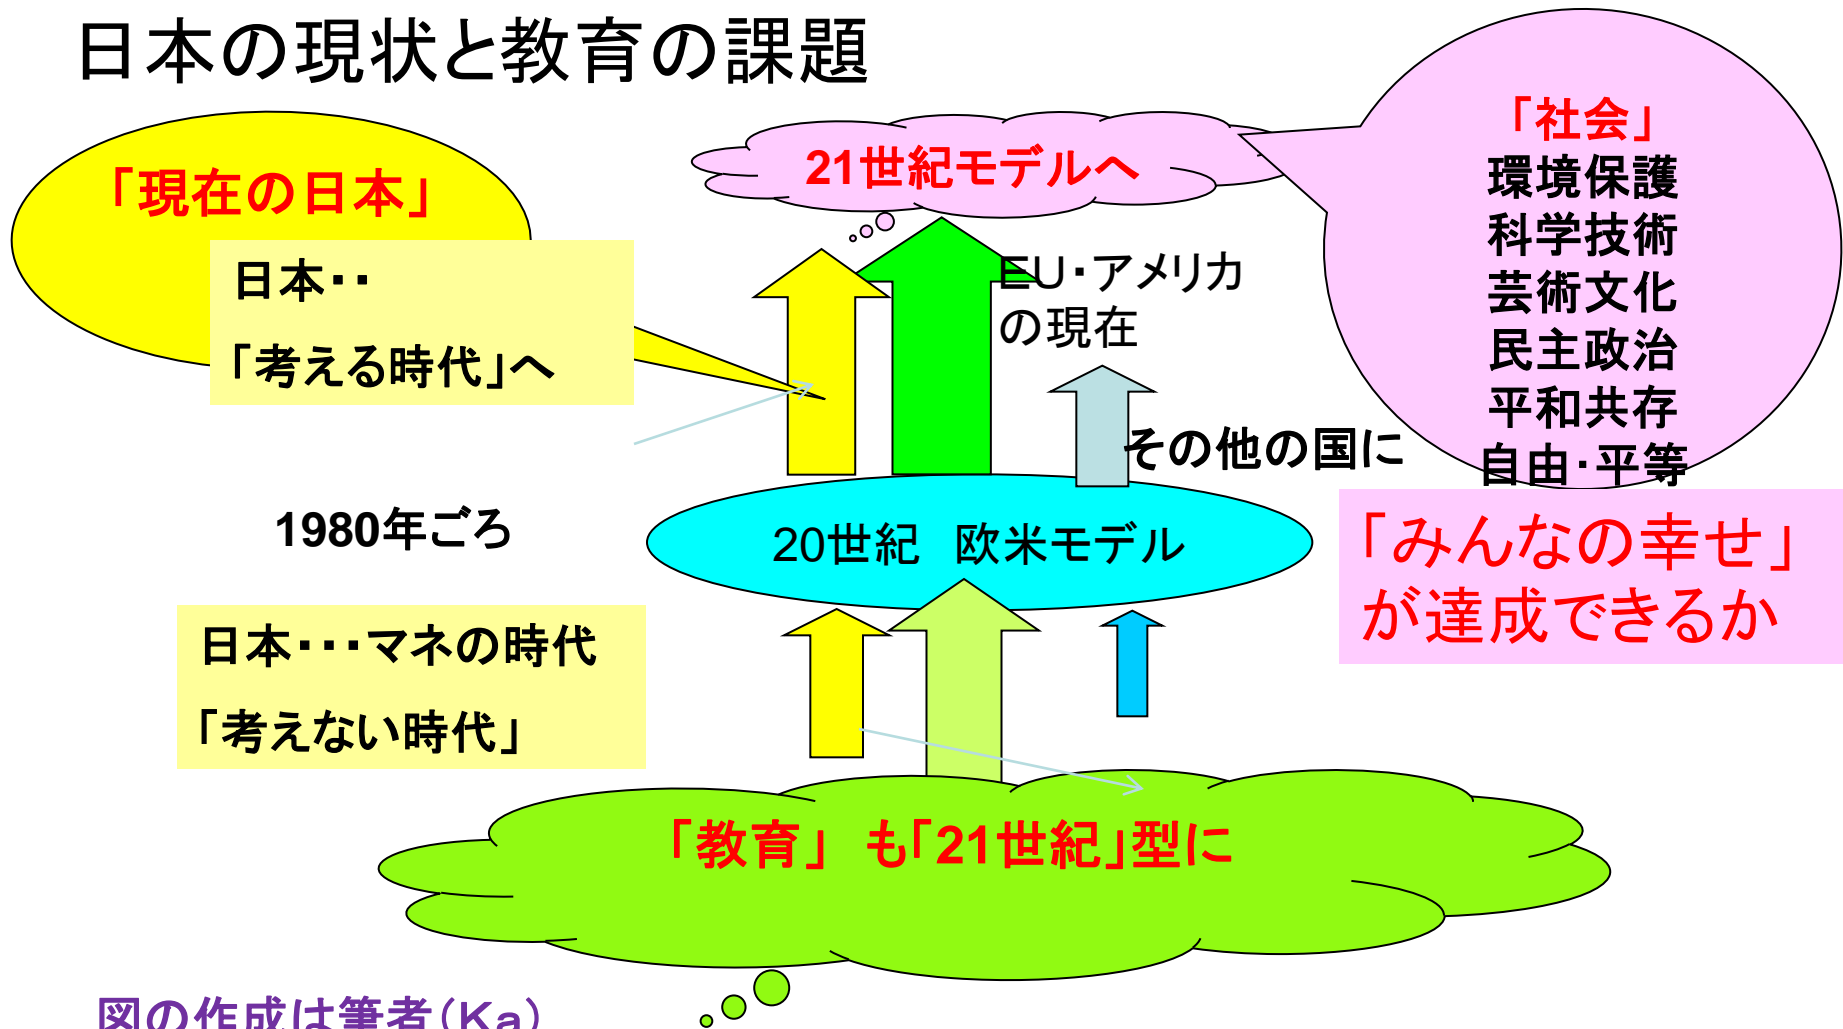 日本の現状と教育の課題
「現在の日本」
日本・・
「考える時代」へ
21世紀モデルへ
EU・アメリカ
の現在
その他の国に
「社会」
環境保護
科学技術
芸術文化
民主政治
平和共存
自由・平等
「みんなの幸せ」
が達成できるか
1980年ごろ
20世紀　欧米モデル
日本・・・マネの時代
「考えない時代」
「教育」も「21世紀」型に
図の作成は筆者（Ka）